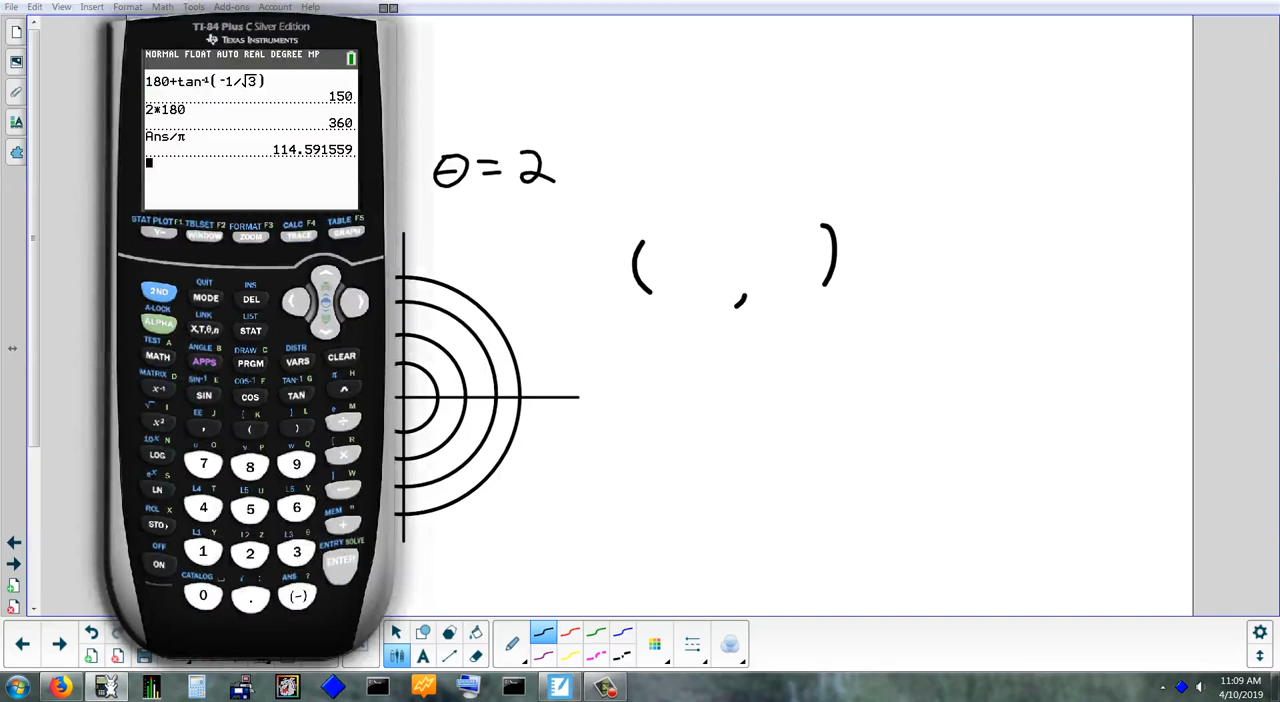 File Edit View Insert Format Math Tools Add-ons Account Help
TI-84 Plus C Silver Edition
TEXAS INSTRUMENTS
NORMAL FLOAT AUTO REAL DEGREE MP
180+tan⁻¹( -1/√3 )
150
2*180
360
Ans/π
114.591559
θ = 2
( , )
STAT PLOT F1 TBLSET F2 FORMAT F3 CALC F4 TABLE F5
Y= WINDOW ZOOM TRACE GRAPH
QUIT INS
2ND MODE DEL
A-LOCK LINK LIST
ALPHA X,T,θ,n STAT
TEST A ANGLE B DRAW C DISTR
MATH APPS PRGM VARS CLEAR
MATRIX D SIN⁻¹ E COS⁻¹ F TAN⁻¹ G π H
x⁻¹ SIN COS TAN ^
√ I EE J { K } L e M
x² , ( ) ÷
10ˣ N u O v P w Q [ R
LOG 7 8 9 ×
eˣ S L4 T L5 U L6 V ] W
LN 4 5 6 −
RCL X L1 Y L2 Z L3 θ MEM "
STO› 1 2 3 +
OFF CATALOG ␣ i : ANS ? ENTRY SOLVE
ON 0 . (-) ENTER
A
11:09 AM
4/10/2019